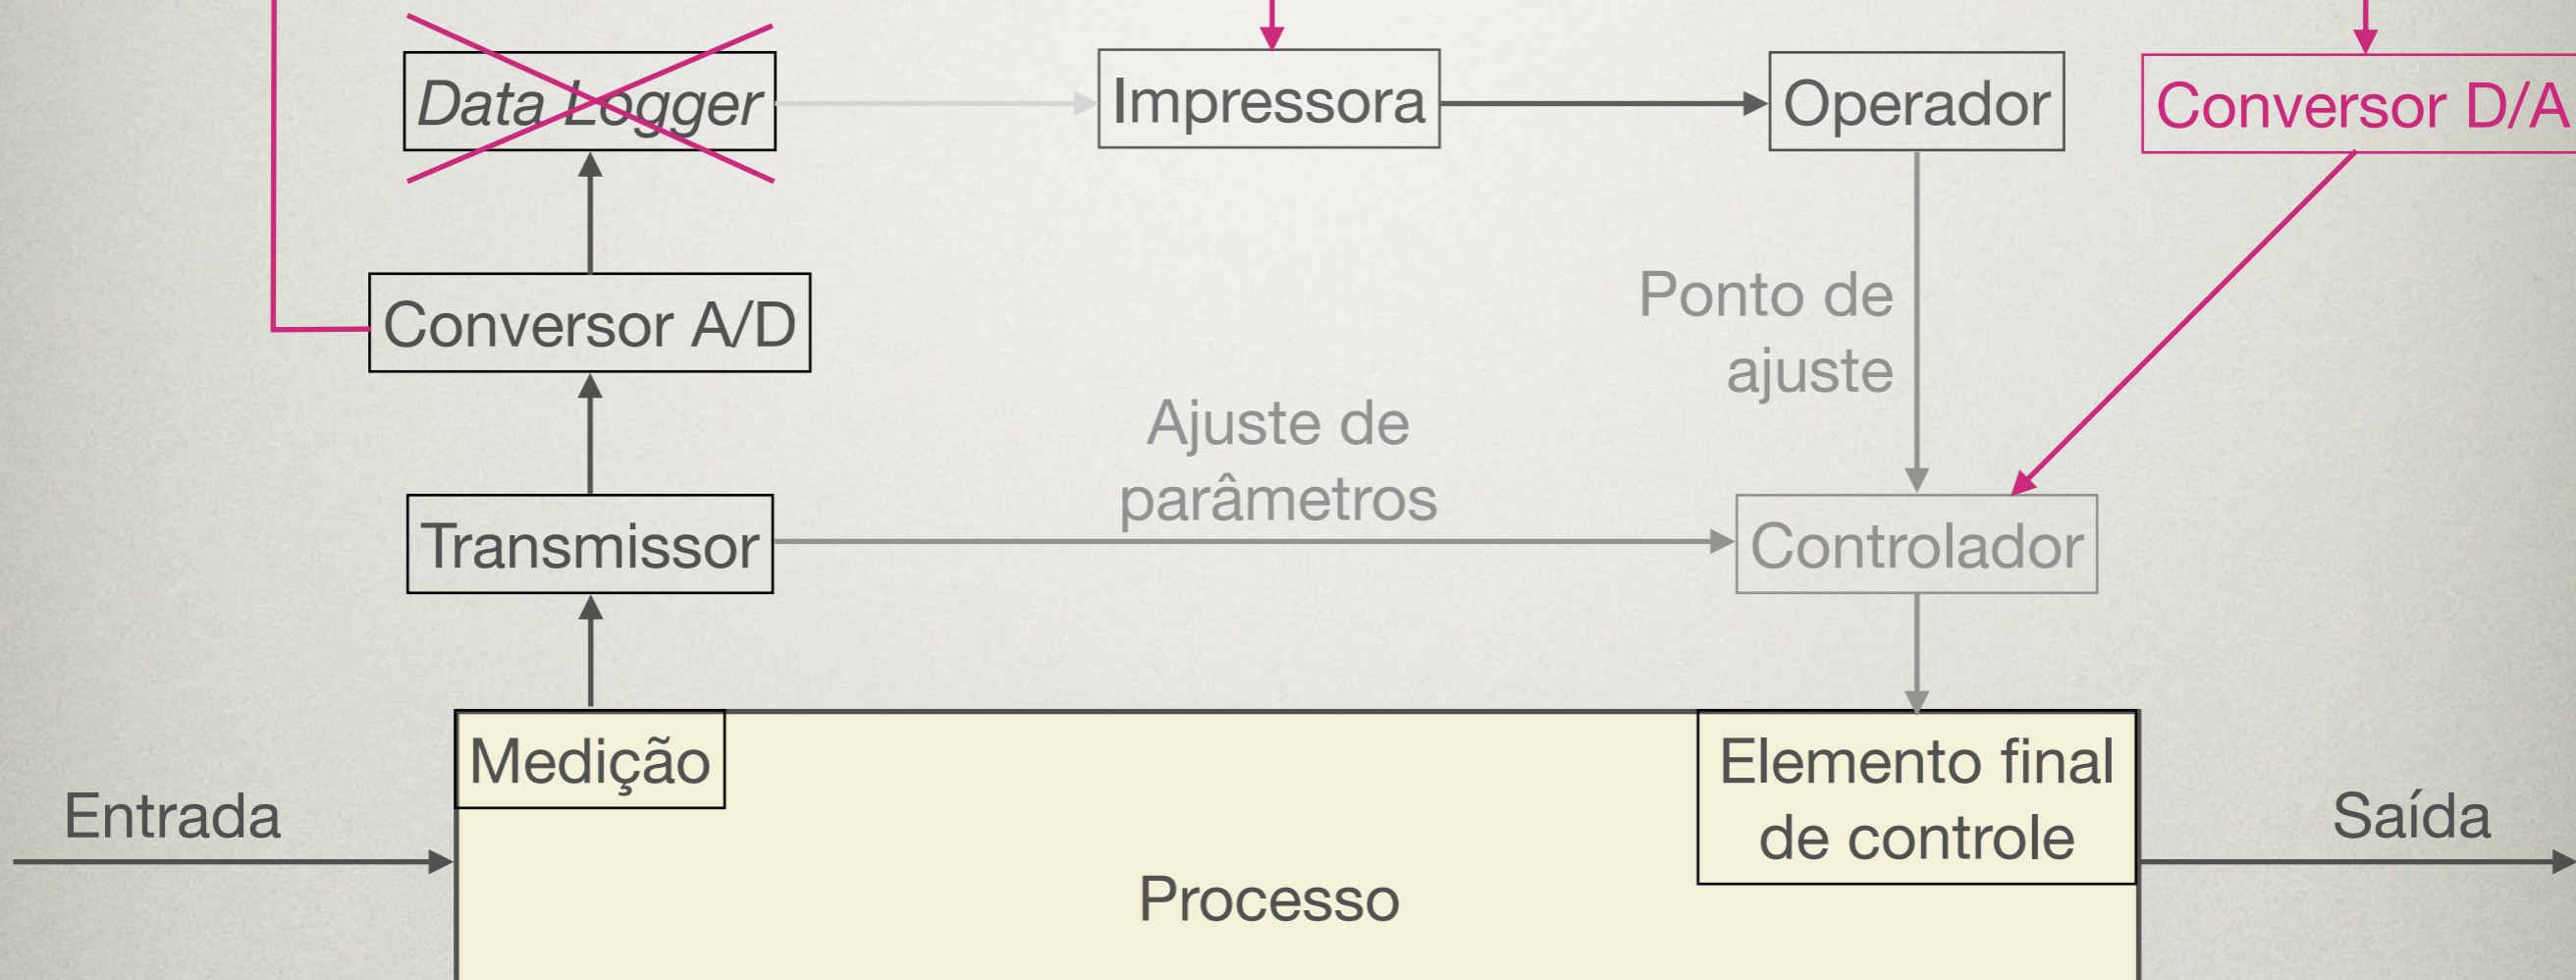 Data Logger
Impressora
Operador
Conversor D/A
Conversor A/D
Ponto de
ajuste
Ajuste de
parâmetros
Transmissor
Controlador
Medição
Elemento final
de controle
Entrada
Saída
Processo